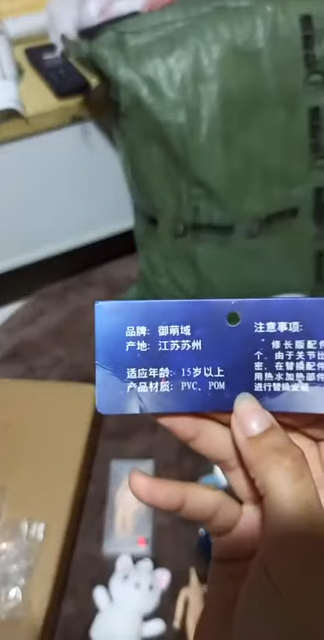 品牌: 御萌域
产地: 江苏苏州
适应年龄: 15岁以上
产品材质: PVC、POM
注意事项:
* 修长版配件
个, 由于关节比
密, 在替换配件
用热水加热部件
进行替换安装